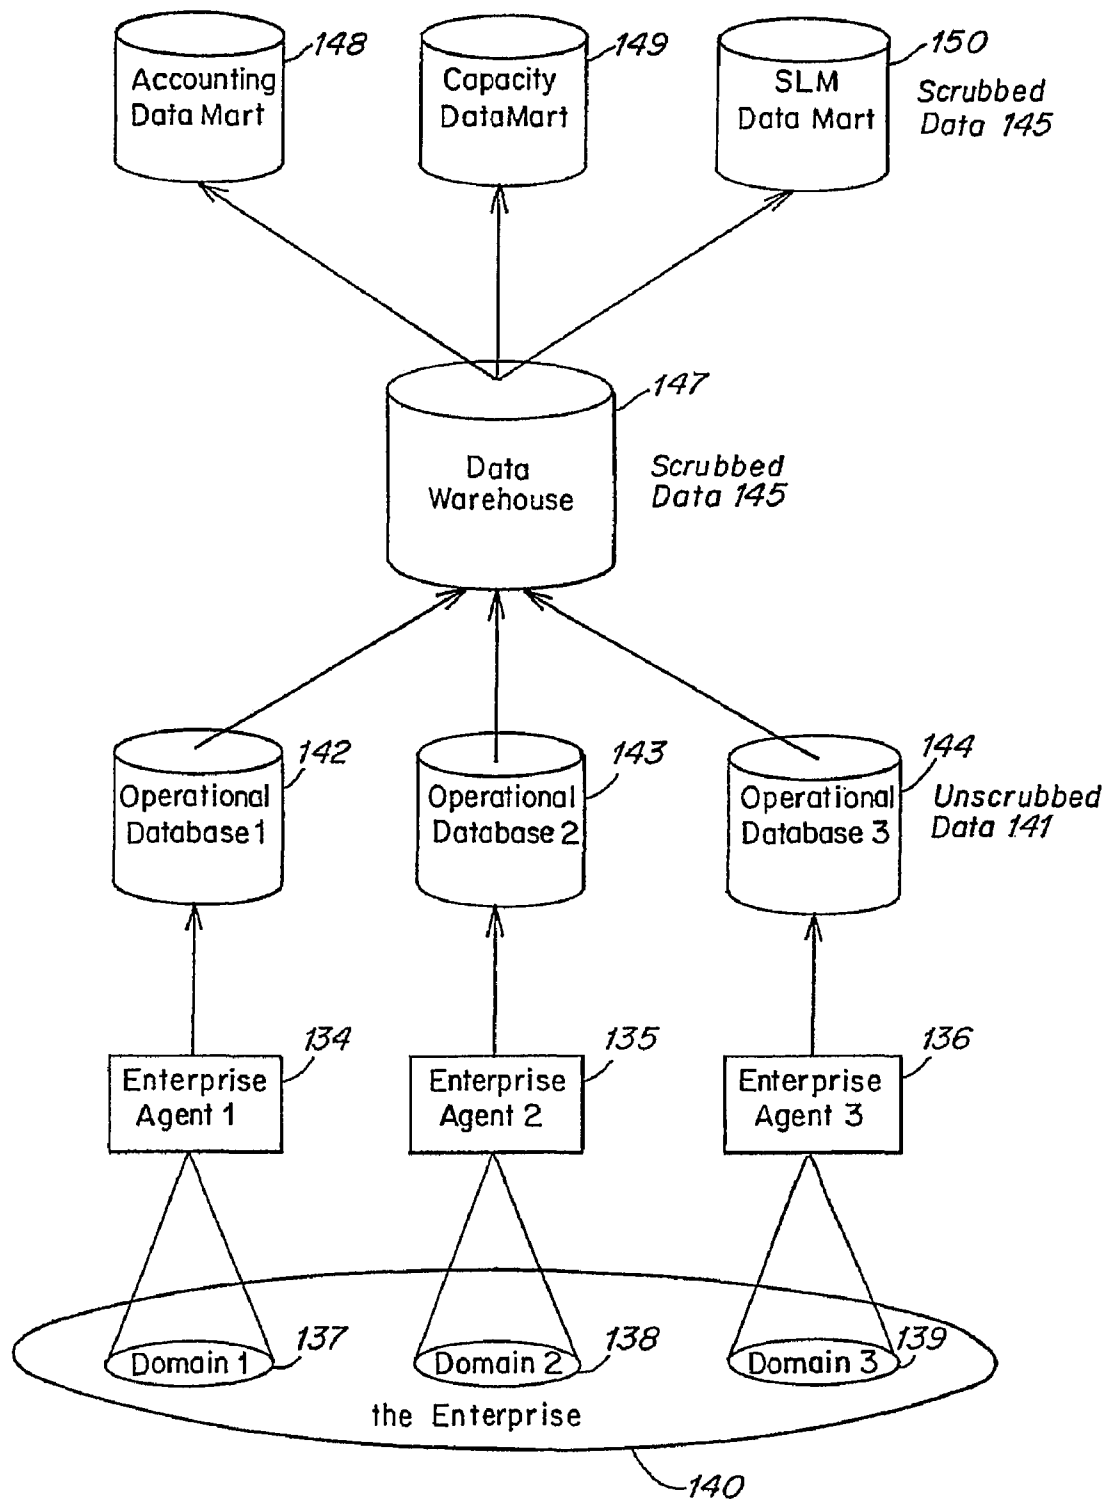 148
149
150
Accounting
Data Mart
Capacity
DataMart
SLM
Data Mart
Scrubbed
Data 145
147
Data
Warehouse
Scrubbed
Data 145
142
143
144
Operational
Database 1
Operational
Database 2
Operational
Database 3
Unscrubbed
Data 141
134
135
136
Enterprise
Agent 1
Enterprise
Agent 2
Enterprise
Agent 3
137
138
139
Domain 1
Domain 2
Domain 3
the Enterprise
140